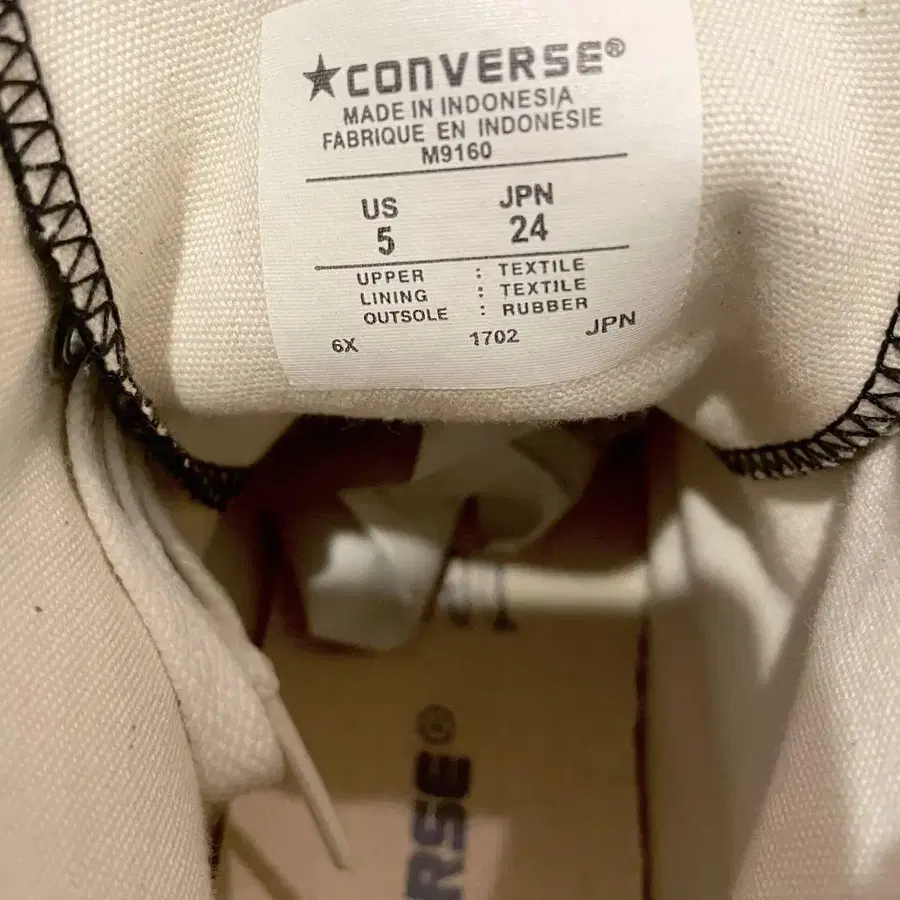 ★CONVERSE®
MADE IN INDONESIA
FABRIQUE EN INDONÉSIE
M9160
US JPN
5 24
UPPER : TEXTILE
LINING : TEXTILE
OUTSOLE : RUBBER
6X 1702 JPN
RSE®